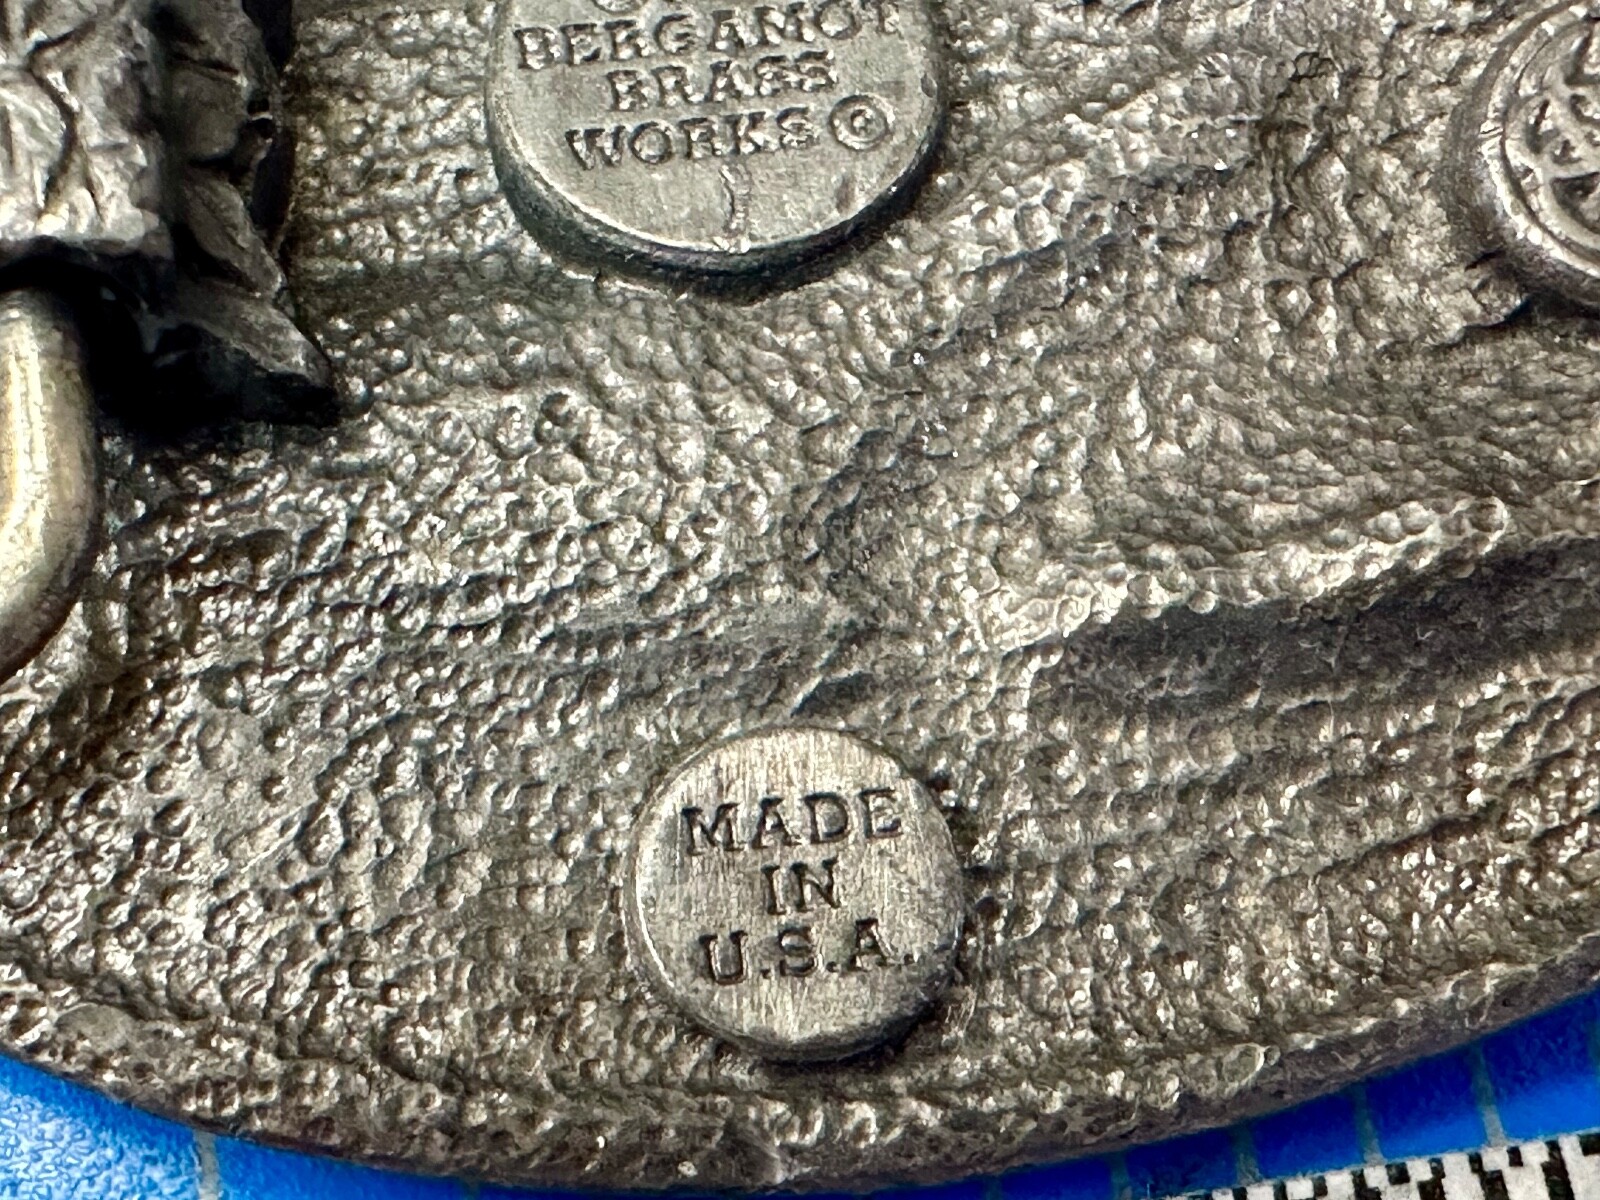 BERGAMOT
BRASS
WORKS ©
MADE
IN
U.S.A.